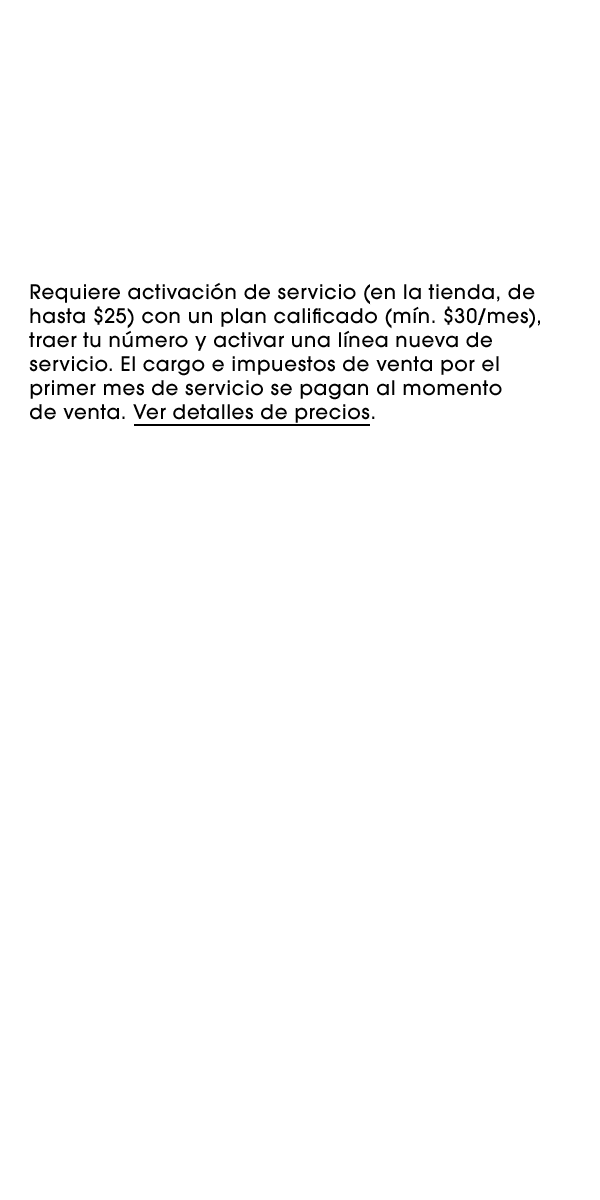 Requiere activación de servicio (en la tienda, de
hasta $25) con un plan calificado (mín. $30/mes),
traer tu número y activar una línea nueva de
servicio. El cargo e impuestos de venta por el
primer mes de servicio se pagan al momento
de venta. Ver detalles de precios.